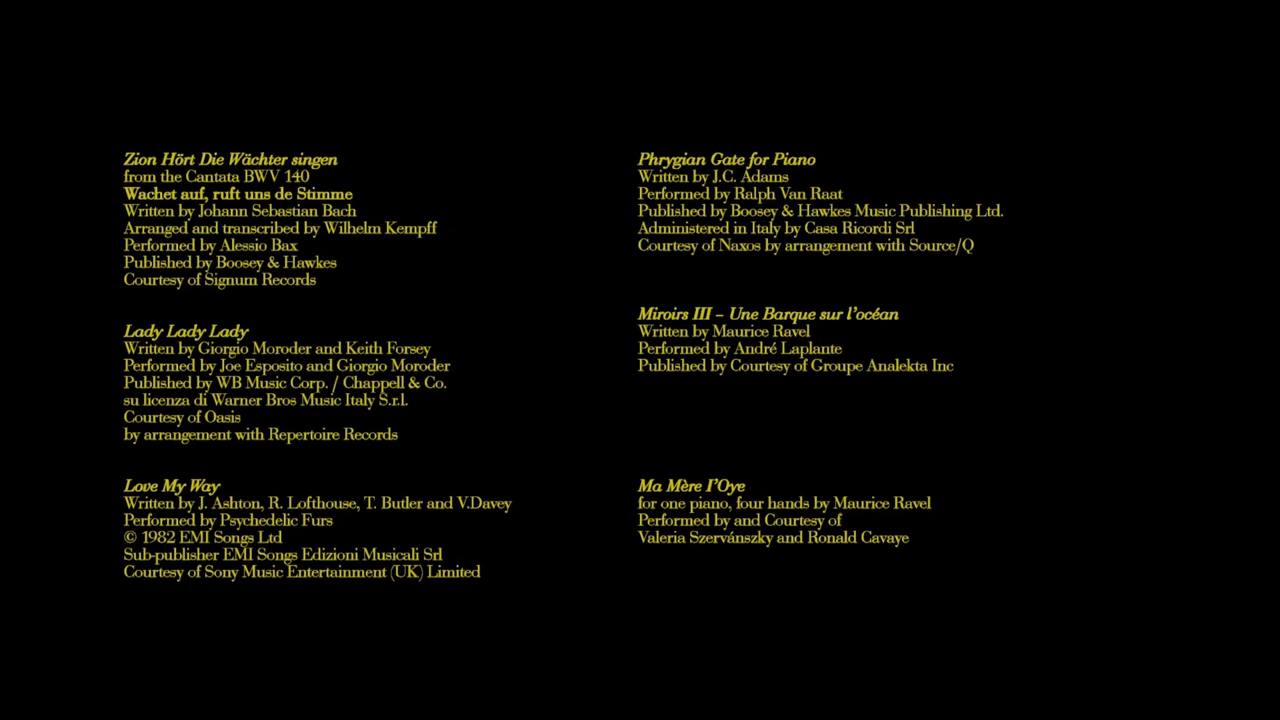 Zion Hört Die Wächter singen
from the Cantata BWV 140
Wachet auf, ruft uns de Stimme
Written by Johann Sebastian Bach
Arranged and transcribed by Wilhelm Kempff
Performed by Alessio Bax
Published by Boosey & Hawkes
Courtesy of Signum Records
Lady Lady Lady
Written by Giorgio Moroder and Keith Forsey
Performed by Joe Esposito and Giorgio Moroder
Published by WB Music Corp. / Chappell & Co.
su licenza di Warner Bros Music Italy S.r.l.
Courtesy of Oasis
by arrangement with Repertoire Records
Love My Way
Written by J. Ashton, R. Lofthouse, T. Butler and V.Davey
Performed by Psychedelic Furs
© 1982 EMI Songs Ltd
Sub-publisher EMI Songs Edizioni Musicali Srl
Courtesy of Sony Music Entertainment (UK) Limited
Phrygian Gate for Piano
Written by J.C. Adams
Performed by Ralph Van Raat
Published by Boosey & Hawkes Music Publishing Ltd.
Administered in Italy by Casa Ricordi Srl
Courtesy of Naxos by arrangement with Source/Q
Miroirs III – Une Barque sur l’océan
Written by Maurice Ravel
Performed by André Laplante
Published by Courtesy of Groupe Analekta Inc
Ma Mère I’Oye
for one piano, four hands by Maurice Ravel
Performed by and Courtesy of
Valeria Szervánszky and Ronald Cavaye